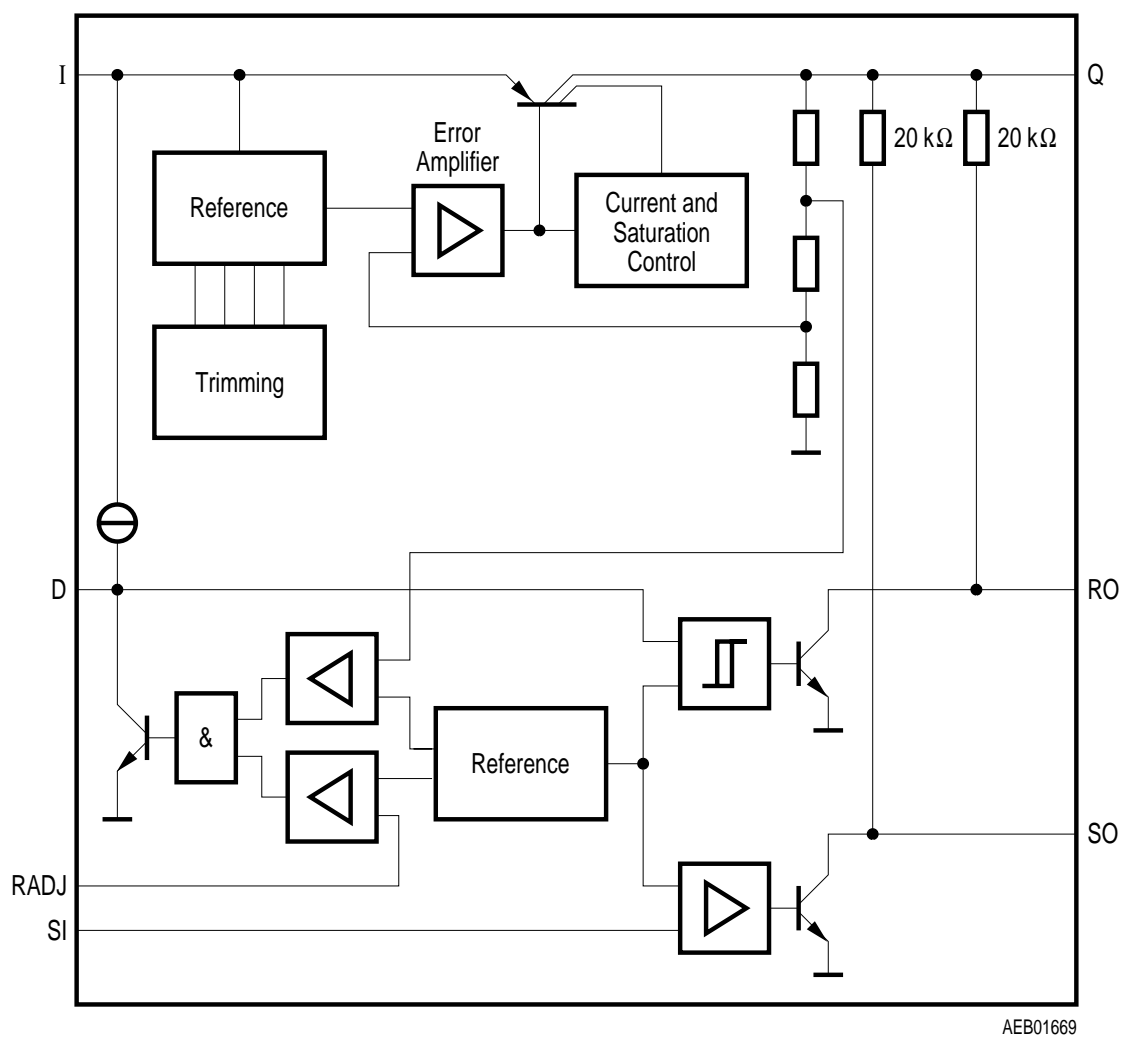 I
Q
Error
Amplifier
20 kΩ
20 kΩ
Reference
Current and
Saturation
Control
Trimming
D
RO
&
Reference
SO
RADJ
SI
AEB01669